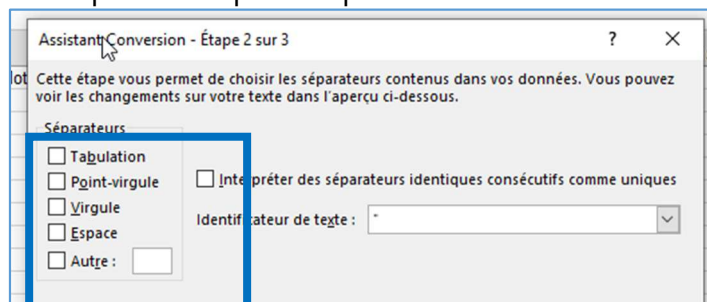 Assistant Conversion - Étape 2 sur 3
Cette étape vous permet de choisir les séparateurs contenus dans vos données. Vous pouvez
voir les changements sur votre texte dans l'aperçu ci-dessous.
Séparateurs
Tabulation
Point-virgule
Virgule
Espace
Autre :
Interpréter des séparateurs identiques consécutifs comme uniques
Identificateur de texte : "